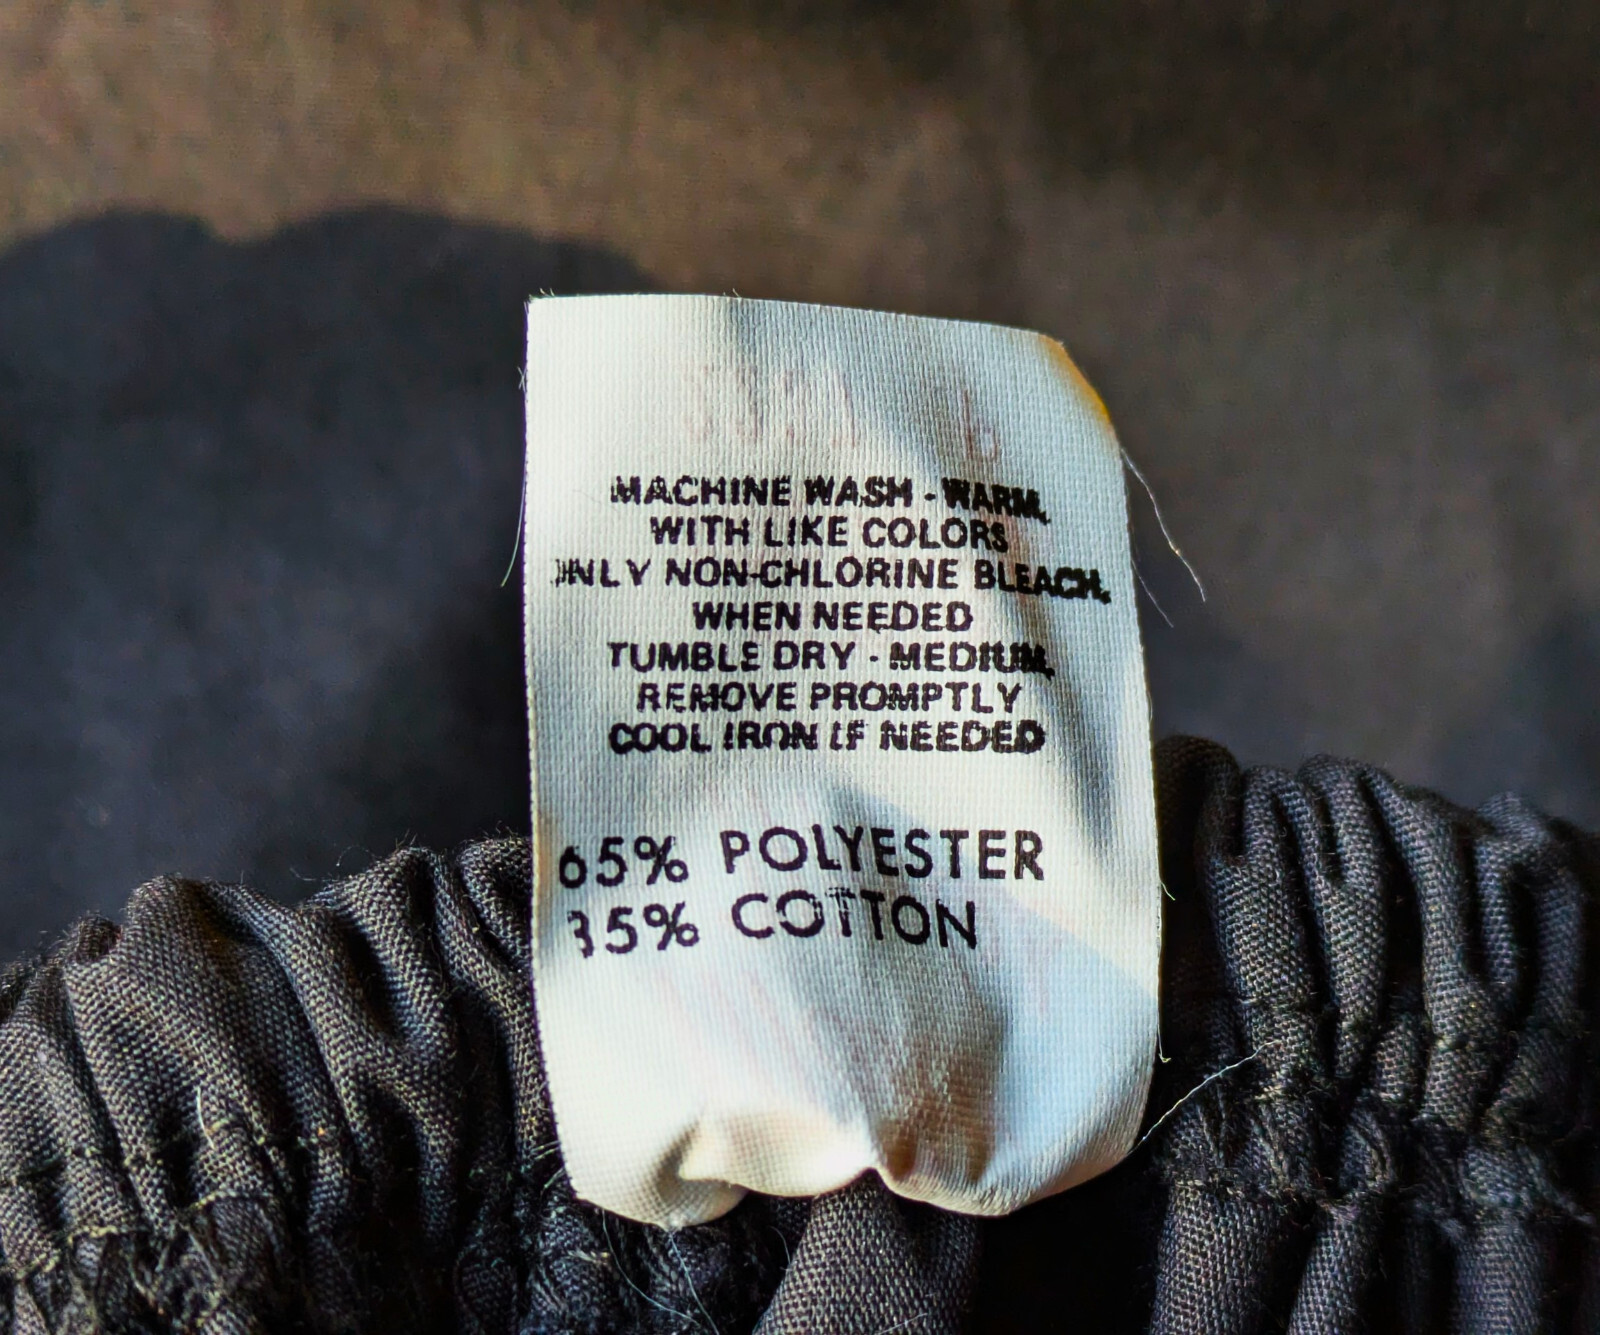 MACHINE WASH - WARM,
WITH LIKE COLORS
ONLY NON-CHLORINE BLEACH,
WHEN NEEDED
TUMBLE DRY - MEDIUM,
REMOVE PROMPTLY
COOL IRON IF NEEDED
65% POLYESTER
35% COTTON